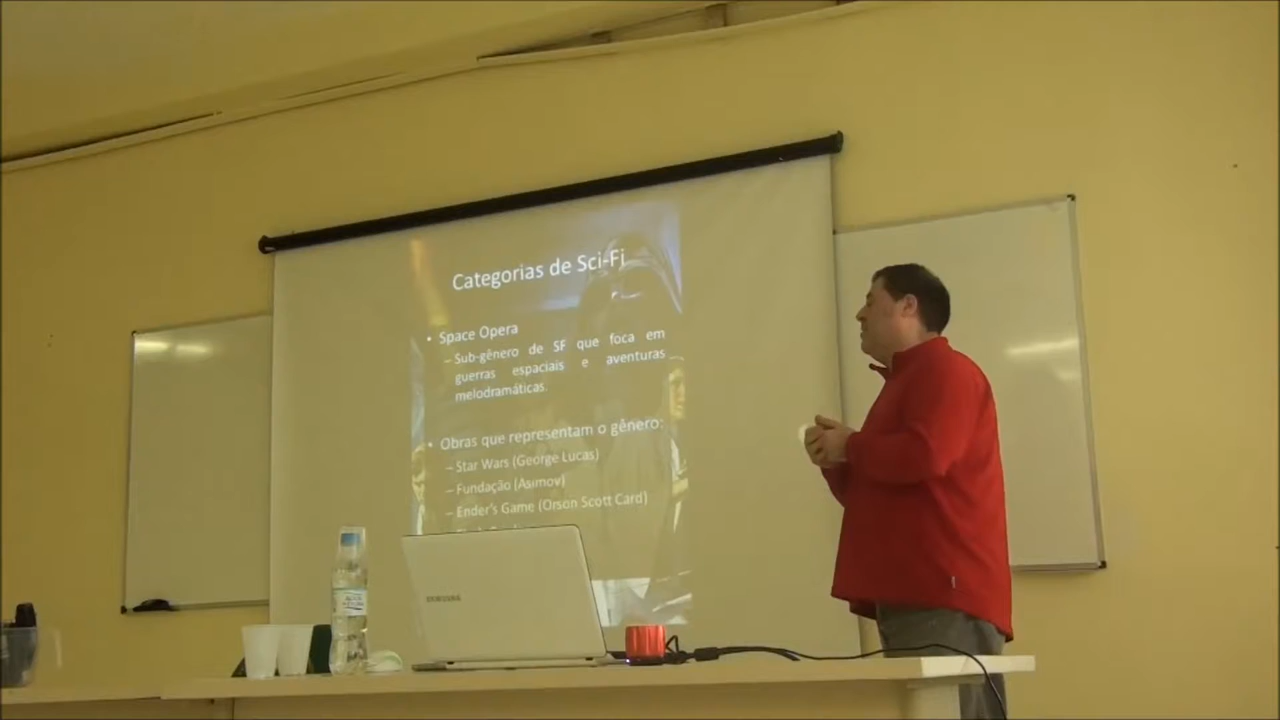 Categorias de Sci-Fi
• Space Opera
– Sub-gênero de SF que foca em
guerras espaciais e aventuras
melodramáticas.
• Obras que representam o gênero:
– Star Wars (George Lucas)
– Fundação (Asimov)
– Ender's Game (Orson Scott Card)
SAMSUNG